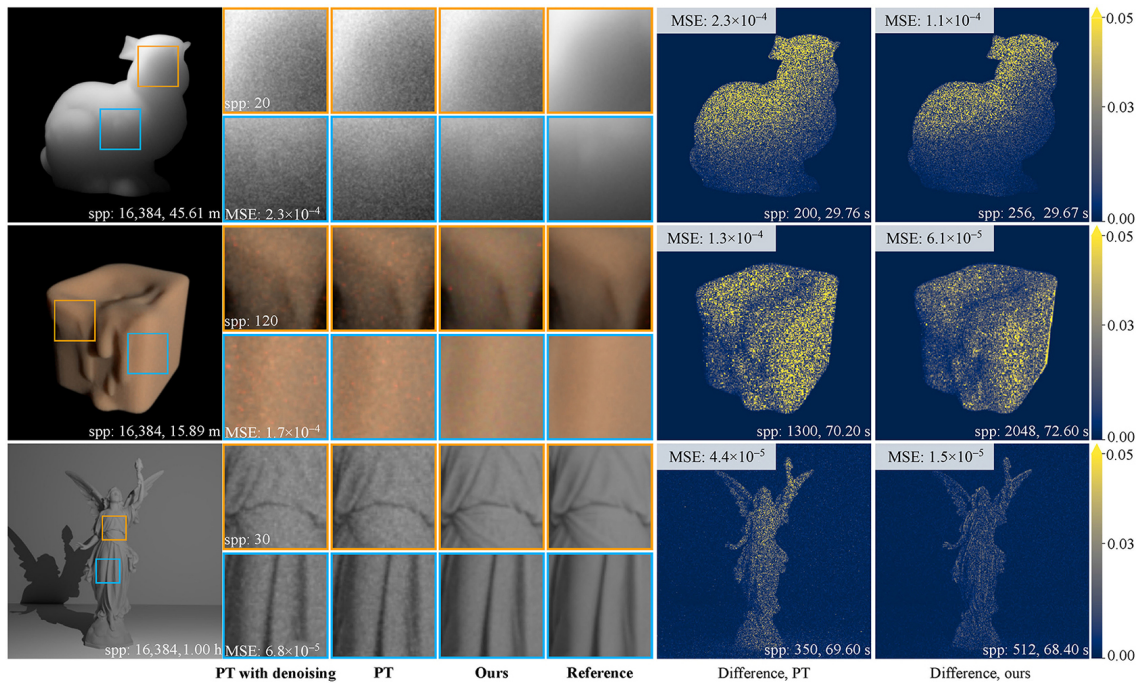 MSE: 2.3×10⁻⁴
MSE: 1.1×10⁻⁴
0.05
0.03
0.00
spp: 20
MSE: 2.3×10⁻⁴
spp: 16,384, 45.61 m
spp: 200, 29.76 s
spp: 256, 29.67 s
MSE: 1.3×10⁻⁴
MSE: 6.1×10⁻⁵
0.05
0.03
0.00
spp: 120
MSE: 1.7×10⁻⁴
spp: 16,384, 15.89 m
spp: 1300, 70.20 s
spp: 2048, 72.60 s
MSE: 4.4×10⁻⁵
MSE: 1.5×10⁻⁵
0.05
0.03
0.00
spp: 30
MSE: 6.8×10⁻⁵
spp: 16,384, 1.00 h
spp: 350, 69.60 s
spp: 512, 68.40 s
PT with denoising
PT
Ours
Reference
Difference, PT
Difference, ours